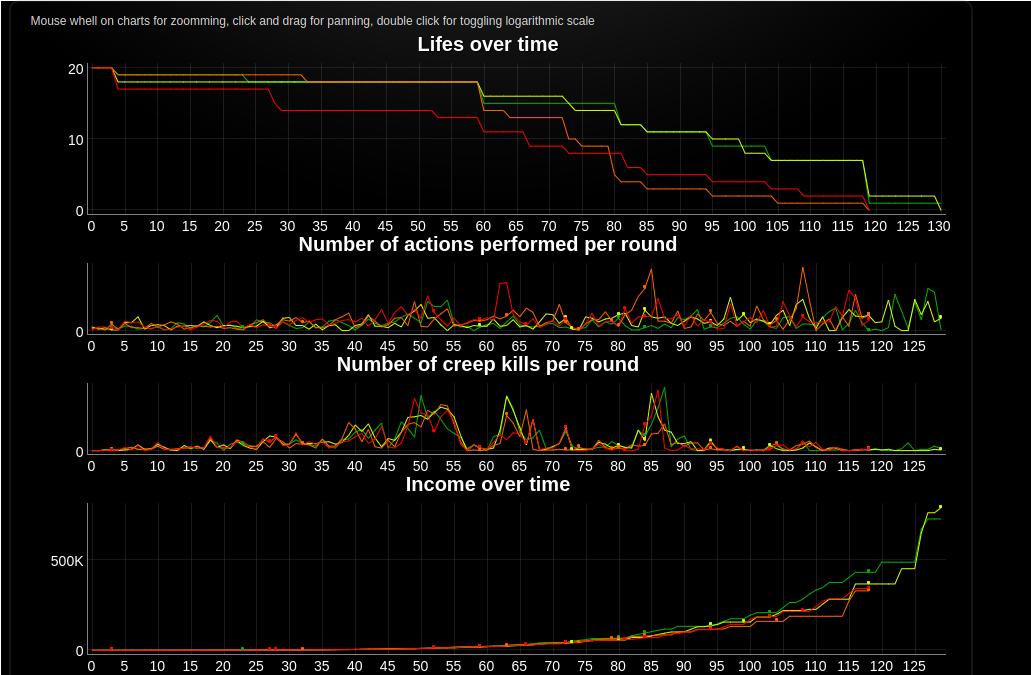 Mouse whell on charts for zoomming, click and drag for panning, double click for toggling logarithmic scale
Lifes over time
20
10
0
0 5 10 15 20 25 30 35 40 45 50 55 60 65 70 75 80 85 90 95 100 105 110 115 120 125 130
Number of actions performed per round
0
0 5 10 15 20 25 30 35 40 45 50 55 60 65 70 75 80 85 90 95 100 105 110 115 120 125
Number of creep kills per round
0
0 5 10 15 20 25 30 35 40 45 50 55 60 65 70 75 80 85 90 95 100 105 110 115 120 125
Income over time
500K
0
0 5 10 15 20 25 30 35 40 45 50 55 60 65 70 75 80 85 90 95 100 105 110 115 120 125